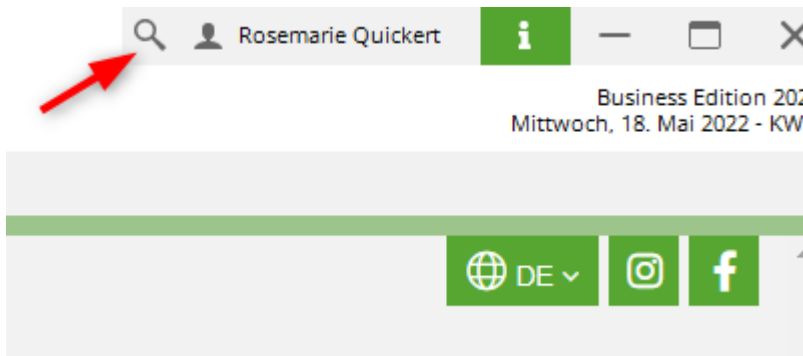 Rosemarie Quickert
Business Edition 202
Mittwoch, 18. Mai 2022 - KW
DE